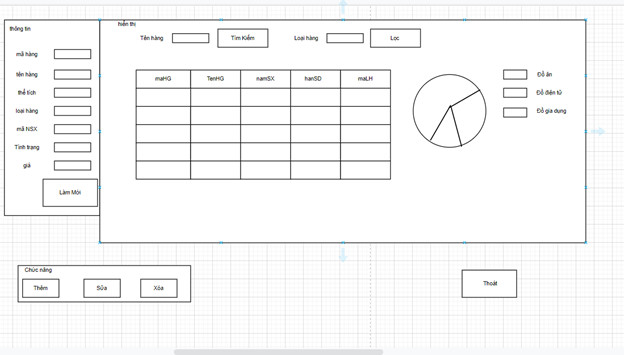 thông tin
mã hàng
tên hàng
thể tích
loại hàng
mã NSX
Tình trạng
giá
Làm Mới
hiển thị
Tên hàng
Tìm Kiếm
Loại hàng
Lọc
maHG TenHG namSX hanSD maLH
Đồ ăn
Đồ điện tử
Đồ gia dụng
Chức năng
Thêm Sửa Xóa
Thoát